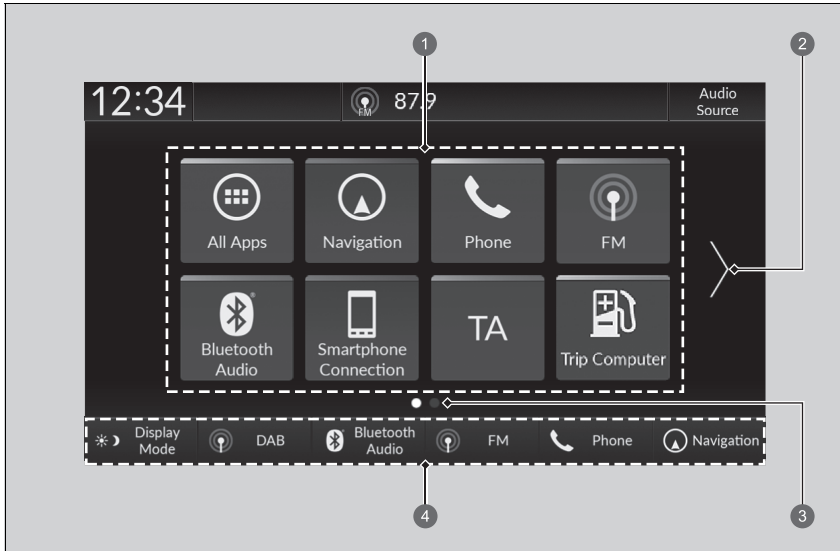 1
2
12:34
FM
87.9
Audio
Source
All Apps
Navigation
Phone
FM
Bluetooth
Audio
Smartphone
Connection
TA
Trip Computer
Display
Mode
DAB
Bluetooth
Audio
FM
Phone
Navigation
4
3